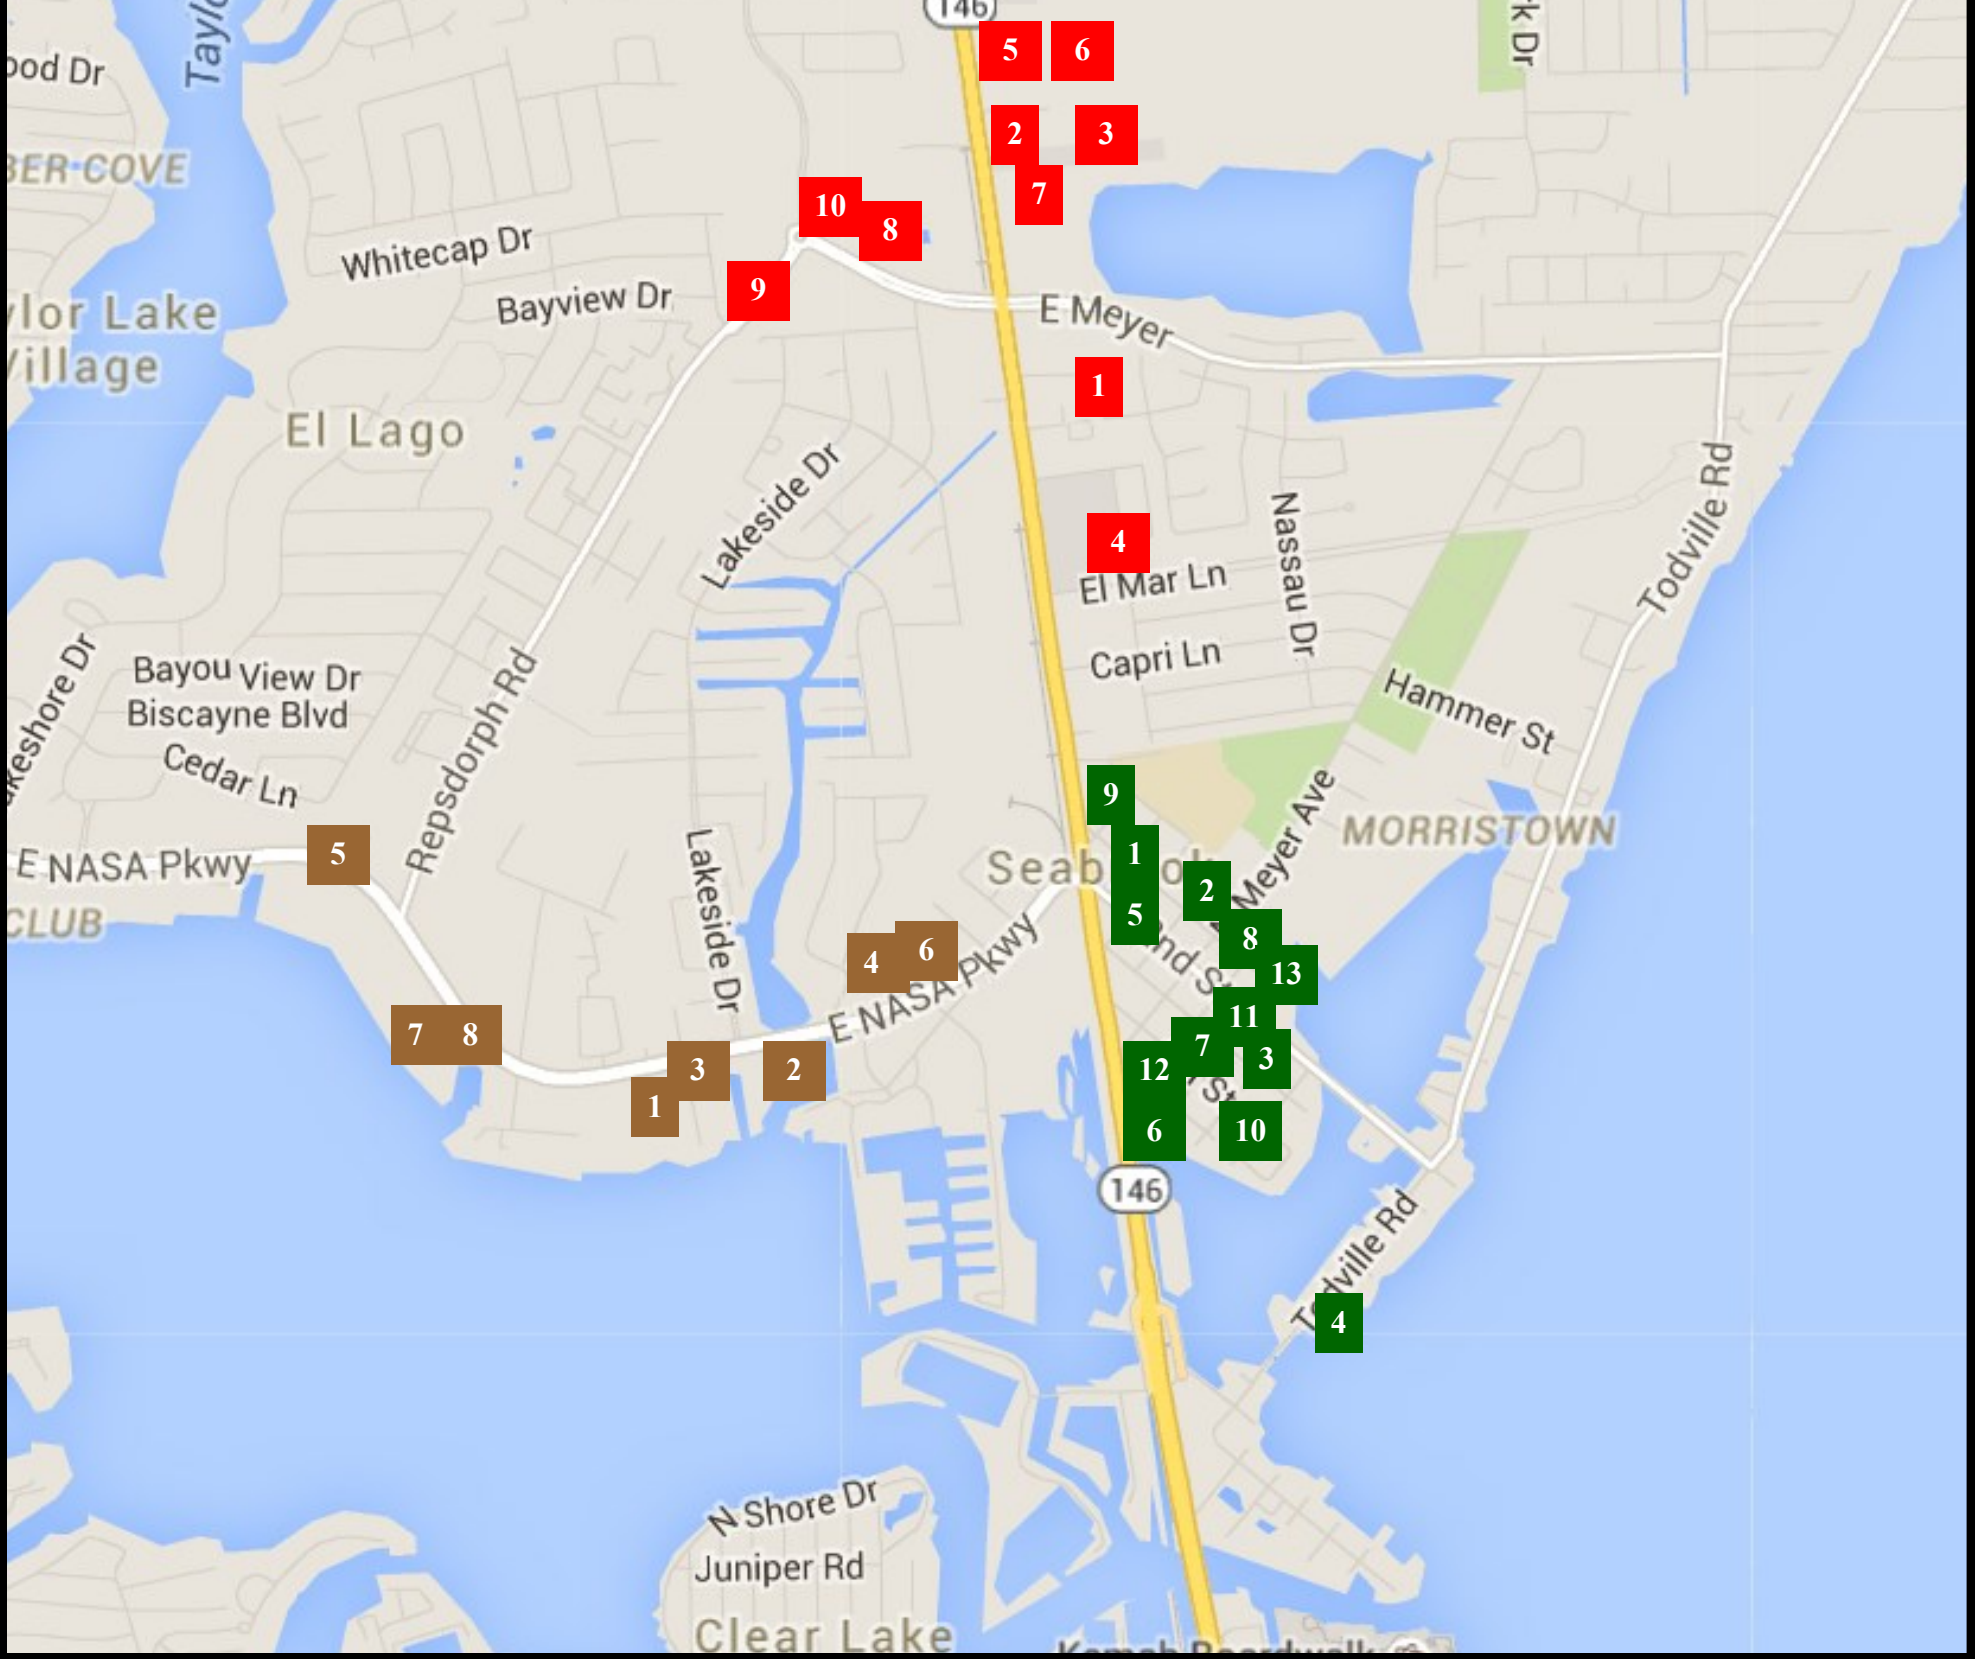 146
5
6
2
3
7
10
8
9
Whitecap Dr
Bayview Dr
E Meyer
1
El Lago
Lakeside Dr
Nassau Dr
4
El Mar Ln
Capri Ln
Todville Rd
Hammer St
Bayou View Dr
Biscayne Blvd
Cedar Ln
Repsdorph Rd
MORRISTOWN
Meyer Ave
9
1
5
2
8
13
11
7
3
12
6
10
5
E NASA Pkwy
CLUB
Lakeside Dr
4
6
E NASA Pkwy
7
8
3
2
1
146
Todville Rd
4
N Shore Dr
Juniper Rd
Clear Lake